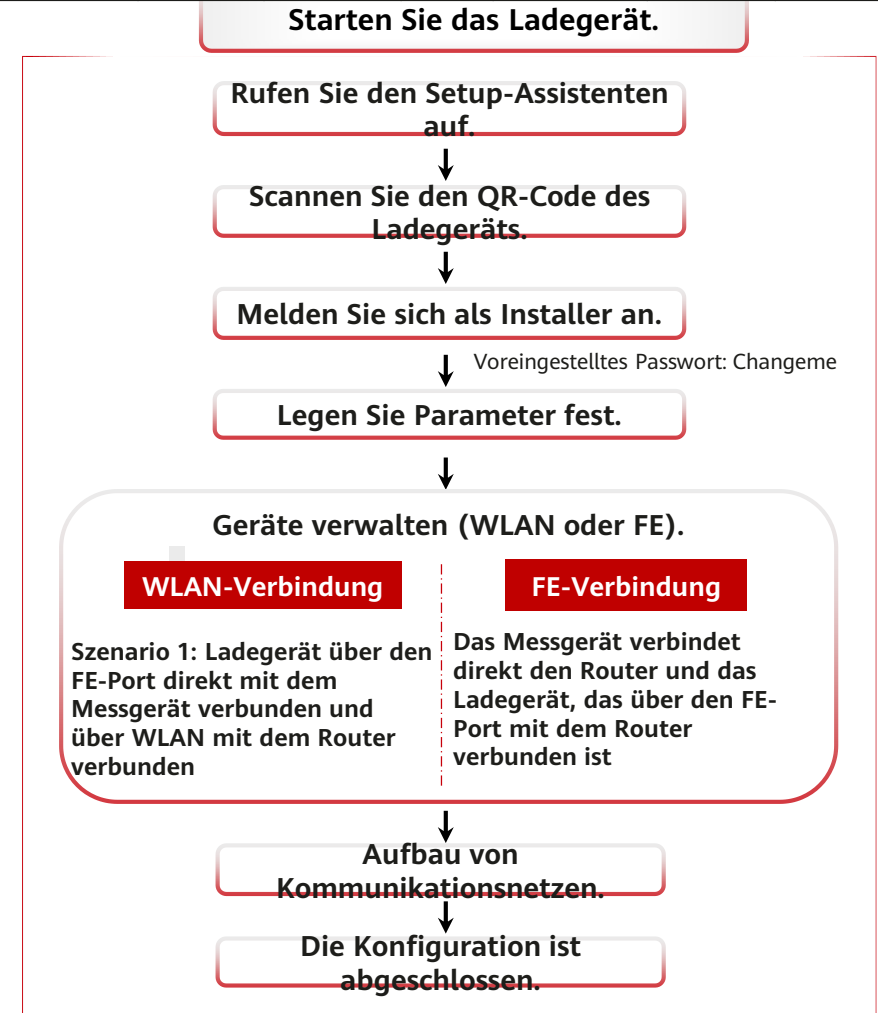 Starten Sie das Ladegerät.
Rufen Sie den Setup-Assistenten
auf.
Scannen Sie den QR-Code des
Ladegeräts.
Melden Sie sich als Installer an.
Voreingestelltes Passwort: Changeme
Legen Sie Parameter fest.
Geräte verwalten (WLAN oder FE).
WLAN-Verbindung
Szenario 1: Ladegerät über den
FE-Port direkt mit dem
Messgerät verbunden und
über WLAN mit dem Router
verbunden
FE-Verbindung
Das Messgerät verbindet
direkt den Router und das
Ladegerät, das über den FE-
Port mit dem Router
verbunden ist
Aufbau von
Kommunikationsnetzen.
Die Konfiguration ist
abgeschlossen.